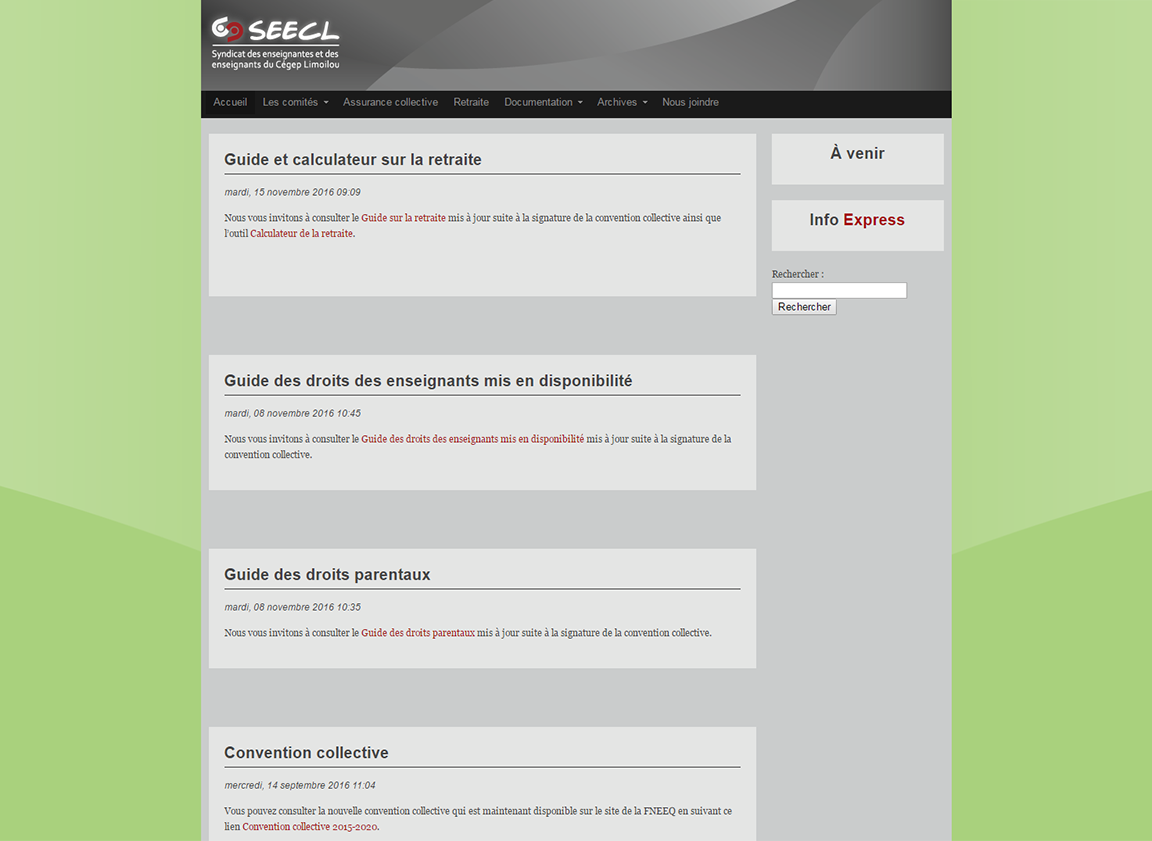 SEECL
Syndicat des enseignantes et des
enseignants du Cégep Limoilou
Accueil Les comités Assurance collective Retraite Documentation Archives Nous joindre
Guide et calculateur sur la retraite
mardi, 15 novembre 2016 09:09
Nous vous invitons à consulter le Guide sur la retraite mis à jour suite à la signature de la convention collective ainsi que
l'outil Calculateur de la retraite.
Guide des droits des enseignants mis en disponibilité
mardi, 08 novembre 2016 10:45
Nous vous invitons à consulter le Guide des droits des enseignants mis en disponibilité mis à jour suite à la signature de la
convention collective.
Guide des droits parentaux
mardi, 08 novembre 2016 10:35
Nous vous invitons à consulter le Guide des droits parentaux mis à jour suite à la signature de la convention collective.
Convention collective
mercredi, 14 septembre 2016 11:04
Vous pouvez consulter la nouvelle convention collective qui est maintenant disponible sur le site de la FNEEQ en suivant ce
lien Convention collective 2015-2020.
À venir
Info Express
Rechercher :
Rechercher